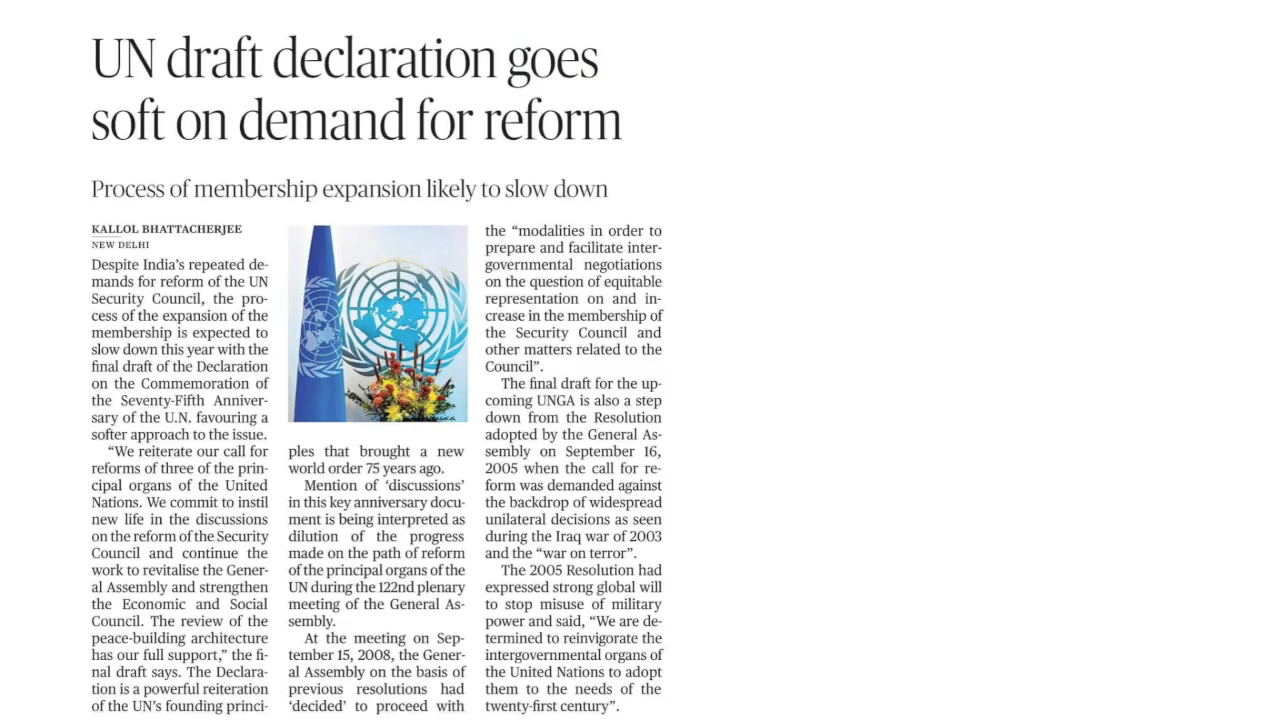 UN draft declaration goes
soft on demand for reform
Process of membership expansion likely to slow down
KALLOL BHATTACHERJEE
NEW DELHI
Despite India's repeated de-
mands for reform of the UN
Security Council, the pro-
cess of the expansion of the
membership is expected to
slow down this year with the
final draft of the Declaration
on the Commemoration of
the Seventy-Fifth Anniver-
sary of the U.N. favouring a
softer approach to the issue.
“We reiterate our call for
reforms of three of the prin-
cipal organs of the United
Nations. We commit to instil
new life in the discussions
on the reform of the Security
Council and continue the
work to revitalise the Gener-
al Assembly and strengthen
the Economic and Social
Council. The review of the
peace-building architecture
has our full support,” the fi-
nal draft says. The Declara-
tion is a powerful reiteration
of the UN's founding princi-
ples that brought a new
world order 75 years ago.
Mention of ‘discussions’
in this key anniversary docu-
ment is being interpreted as
dilution of the progress
made on the path of reform
of the principal organs of the
UN during the 122nd plenary
meeting of the General As-
sembly.
At the meeting on Sep-
tember 15, 2008, the Gener-
al Assembly on the basis of
previous resolutions had
‘decided’ to proceed with
the “modalities in order to
prepare and facilitate inter-
governmental negotiations
on the question of equitable
representation on and in-
crease in the membership of
the Security Council and
other matters related to the
Council”.
The final draft for the up-
coming UNGA is also a step
down from the Resolution
adopted by the General As-
sembly on September 16,
2005 when the call for re-
form was demanded against
the backdrop of widespread
unilateral decisions as seen
during the Iraq war of 2003
and the “war on terror”.
The 2005 Resolution had
expressed strong global will
to stop misuse of military
power and said, “We are de-
termined to reinvigorate the
intergovernmental organs of
the United Nations to adopt
them to the needs of the
twenty-first century”.